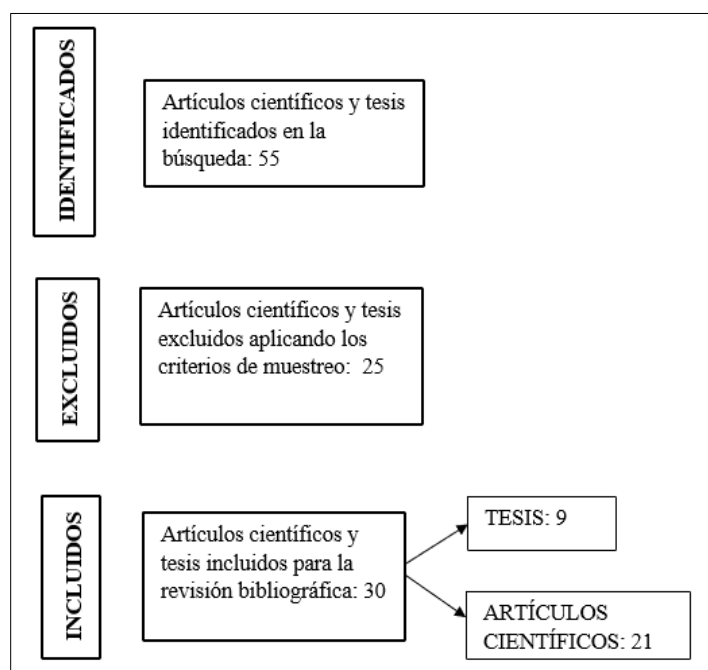 IDENTIFICADOS
Artículos científicos y tesis
identificados en la
búsqueda: 55
EXCLUIDOS
Artículos científicos y tesis
excluidos aplicando los
criterios de muestreo:  25
INCLUIDOS
Artículos científicos y
tesis incluidos para la
revisión bibliográfica: 30
TESIS: 9
ARTÍCULOS
CIENTÍFICOS: 21